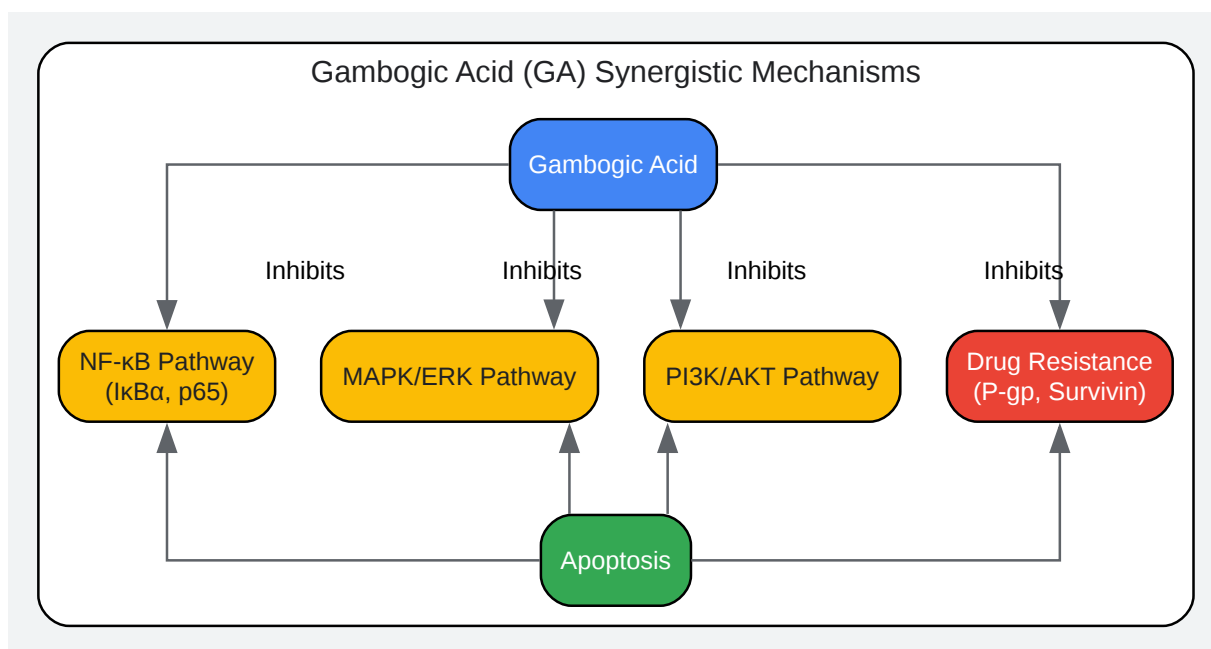 Gambogic Acid (GA) Synergistic Mechanisms
Gambogic Acid
Inhibits
Inhibits
Inhibits
Inhibits
NF-κB Pathway
(IκBα, p65)
MAPK/ERK Pathway
PI3K/AKT Pathway
Drug Resistance
(P-gp, Survivin)
Apoptosis